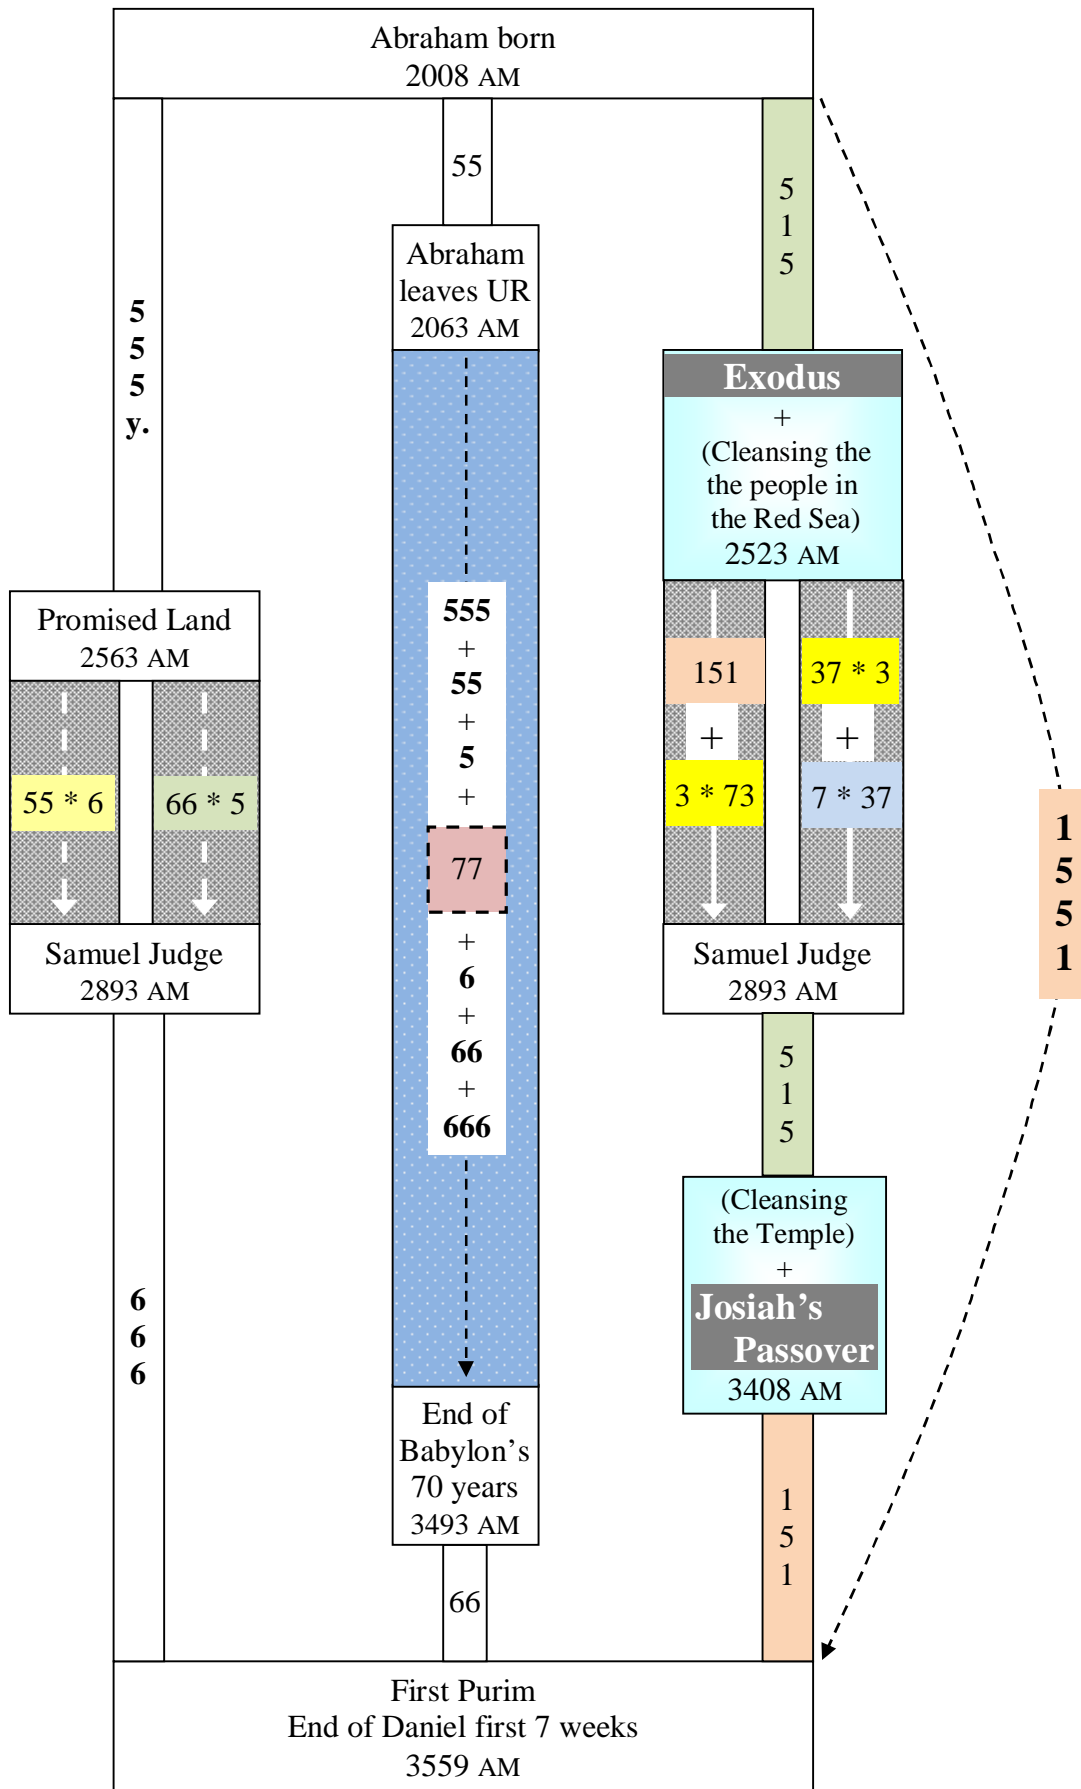 Abraham born
2008 AM
55
5
1
5
Abraham
leaves UR
2063 AM
5
5
5
y.
Exodus
+
(Cleansing the
the people in
the Red Sea)
2523 AM
Promised Land
2563 AM
55 * 6
66 * 5
Samuel Judge
2893 AM
555
+
55
+
5
+
77
+
6
+
66
+
666
151
+
3 * 73
37 * 3
+
7 * 37
Samuel Judge
2893 AM
1
5
5
1
5
1
5
(Cleansing
the Temple)
+
Josiah’s
Passover
3408 AM
6
6
6
End of
Babylon’s
70 years
3493 AM
66
1
5
1
First Purim
End of Daniel first 7 weeks
3559 AM